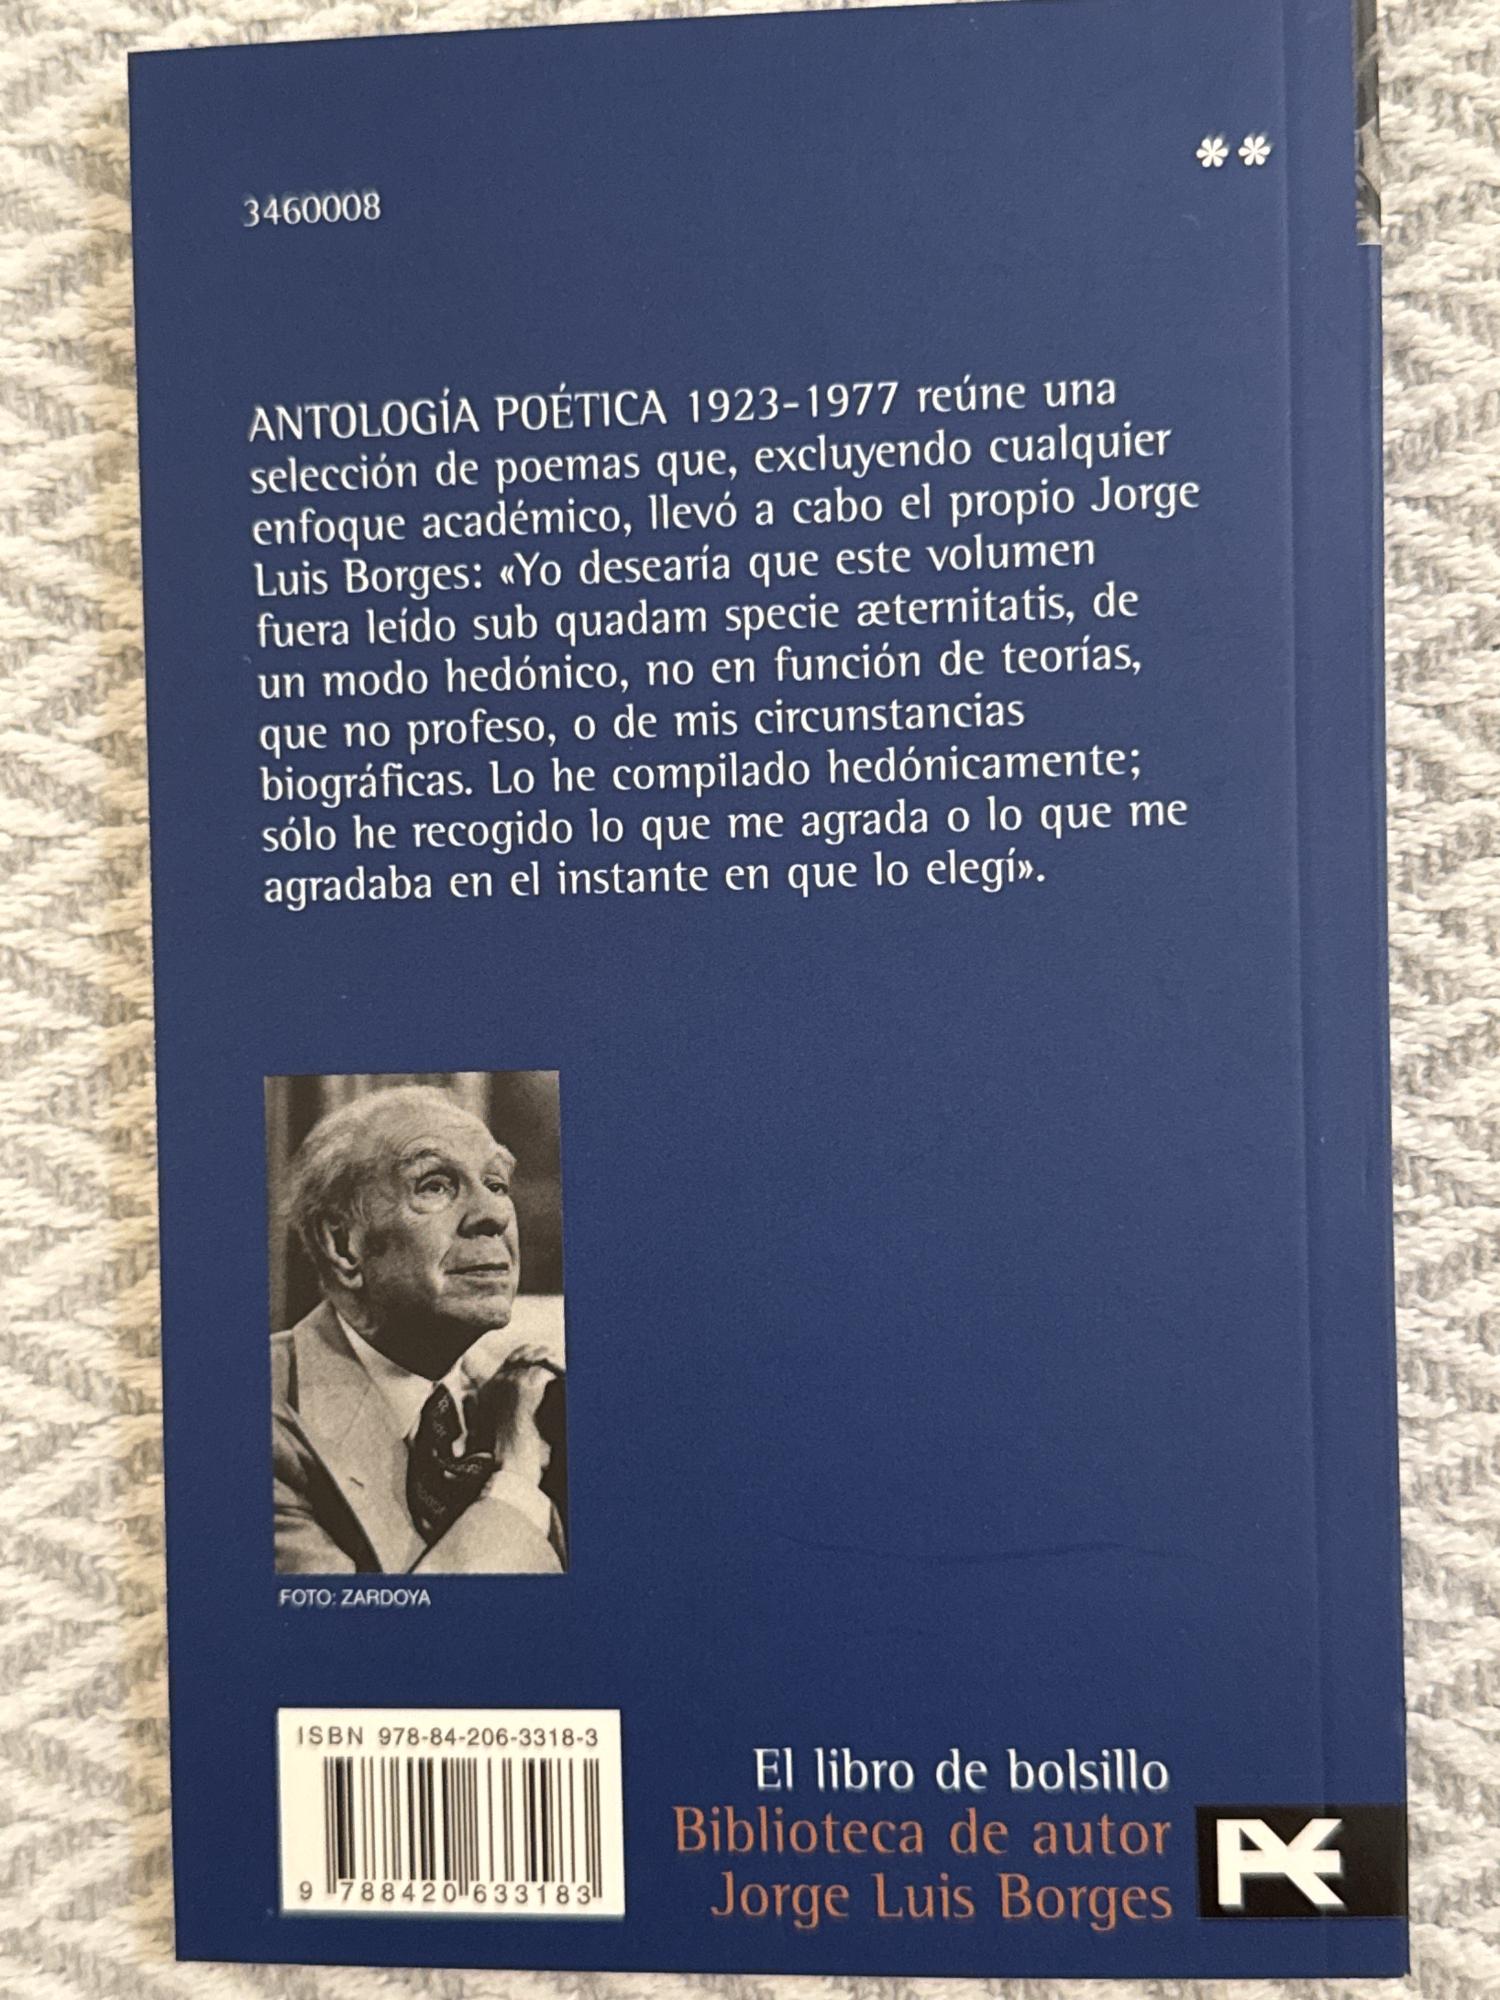 **
3460008
ANTOLOGÍA POÉTICA 1923-1977 reúne una
selección de poemas que, excluyendo cualquier
enfoque académico, llevó a cabo el propio Jorge
Luis Borges: «Yo desearía que este volumen
fuera leído sub quadam specie æternitatis, de
un modo hedónico, no en función de teorías,
que no profeso, o de mis circunstancias
biográficas. Lo he compilado hedónicamente;
sólo he recogido lo que me agrada o lo que me
agradaba en el instante en que lo elegí».
FOTO: ZARDOYA
ISBN 978-84-206-3318-3
9 788420 633183
El libro de bolsillo
Biblioteca de autor
Jorge Luis Borges